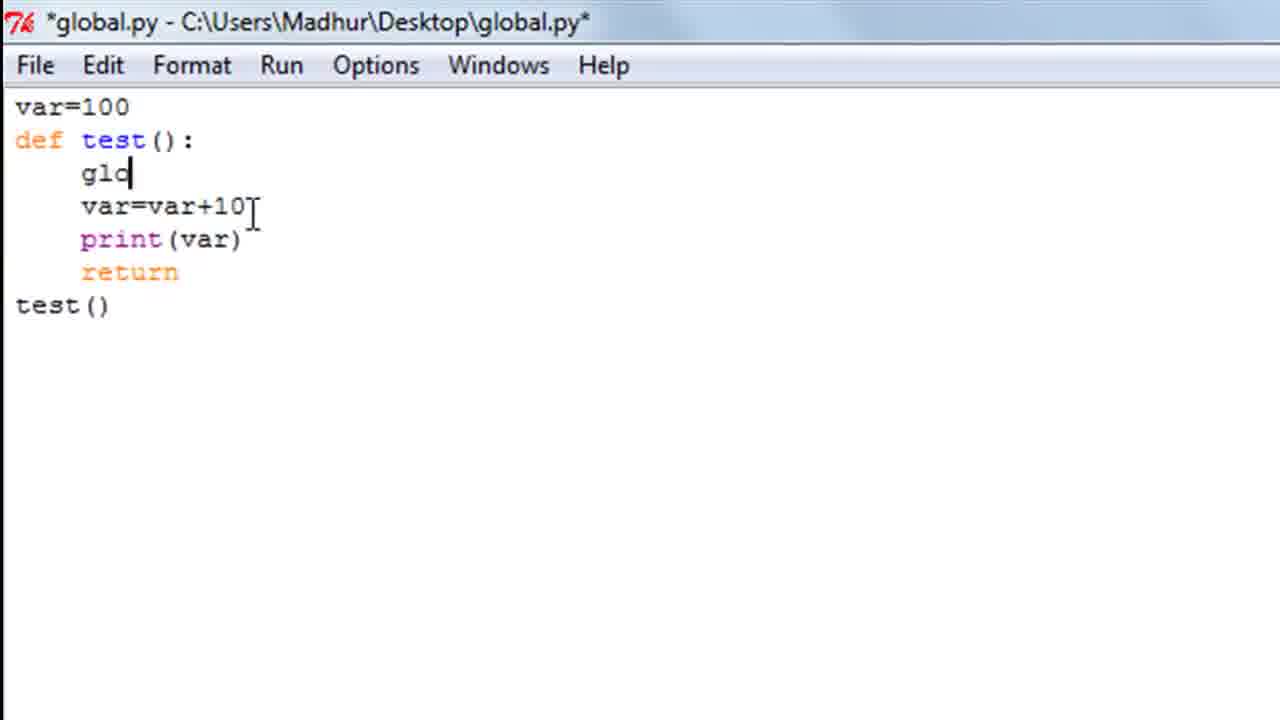 *global.py - C:\Users\Madhur\Desktop\global.py*
File Edit Format Run Options Windows Help
var=100
def test():
    glo
    var=var+10
    print(var)
    return
test()